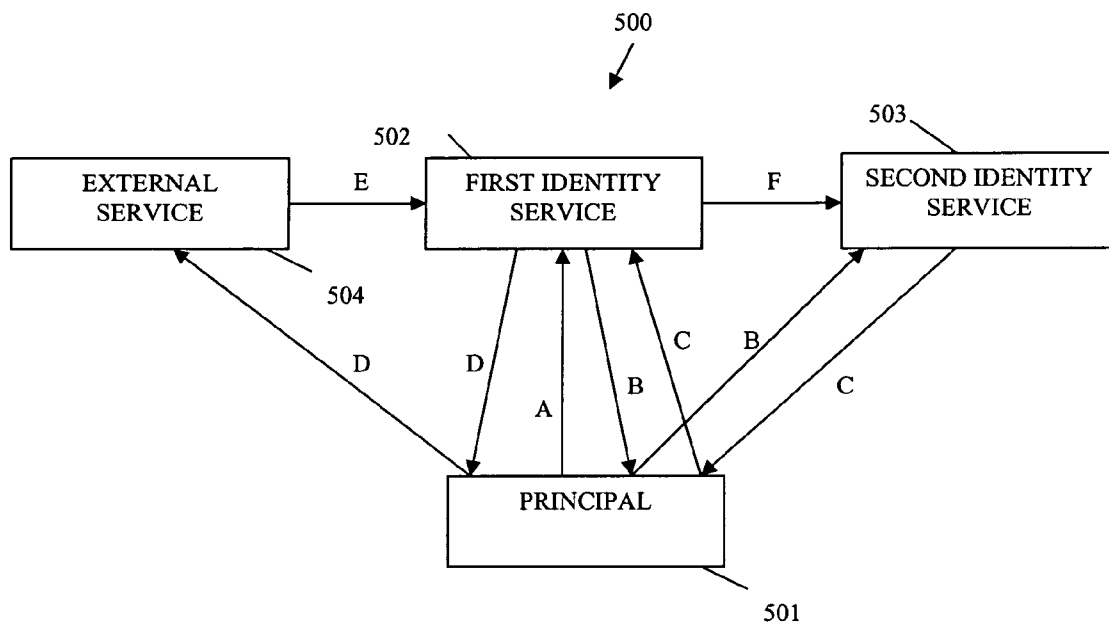 500
502
503
EXTERNAL
SERVICE
E
FIRST IDENTITY
SERVICE
F
SECOND IDENTITY
SERVICE
504
D
D
A
B
C
B
C
PRINCIPAL
501